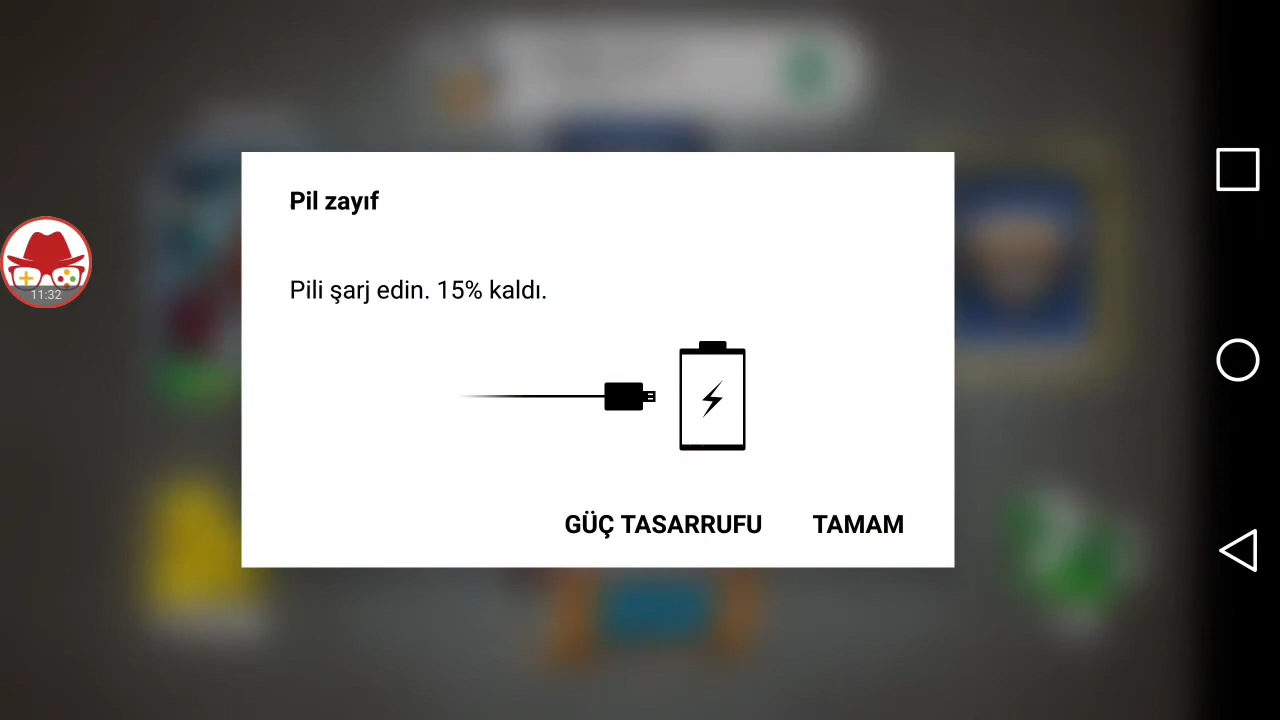 Pil zayıf
Pili şarj edin. 15% kaldı.
11:32
GÜÇ TASARRUFU TAMAM